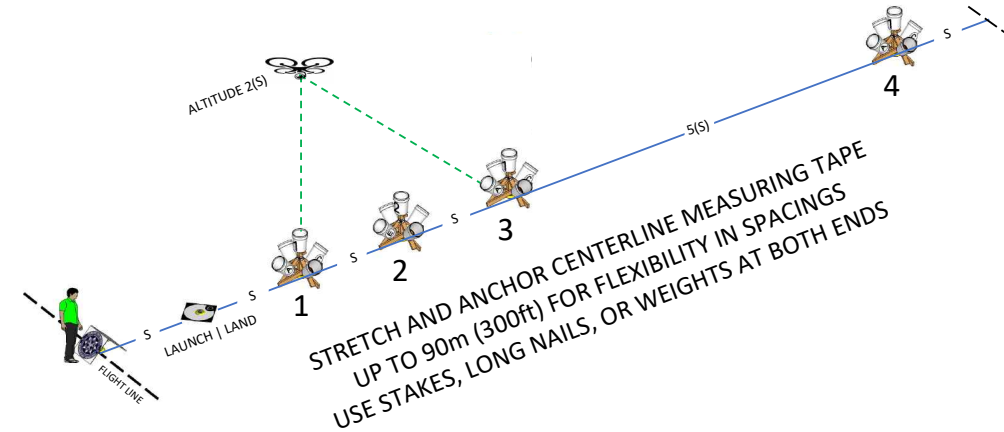 ALTITUDE 2(S)
S
4
5(S)
S
3
S
2
S
1
S
LAUNCH | LAND
S
FLIGHT LINE
STRETCH AND ANCHOR CENTERLINE MEASURING TAPE
UP TO 90m (300ft) FOR FLEXIBILITY IN SPACINGS
USE STAKES, LONG NAILS, OR WEIGHTS AT BOTH ENDS